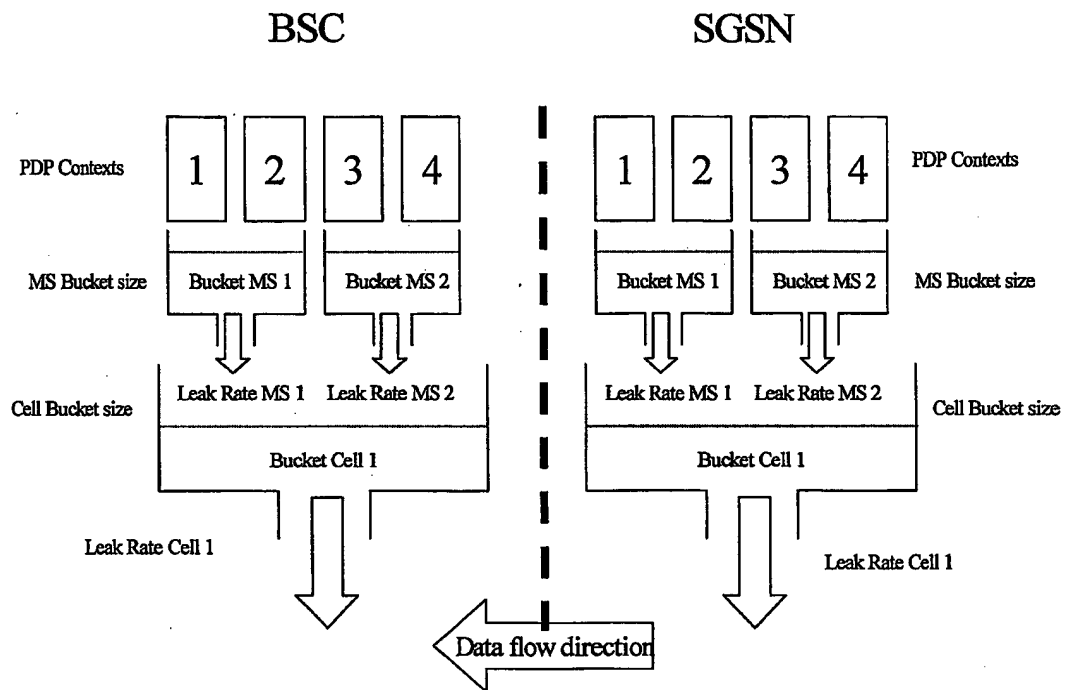 BSC SGSN
PDP Contexts 1 2 3 4 1 2 3 4 PDP Contexts
MS Bucket size Bucket MS 1 Bucket MS 2 Bucket MS 1 Bucket MS 2 MS Bucket size
Leak Rate MS 1 Leak Rate MS 2 Leak Rate MS 1 Leak Rate MS 2
Cell Bucket size Cell Bucket size
Bucket Cell 1 Bucket Cell 1
Leak Rate Cell 1 Leak Rate Cell 1
Data flow direction